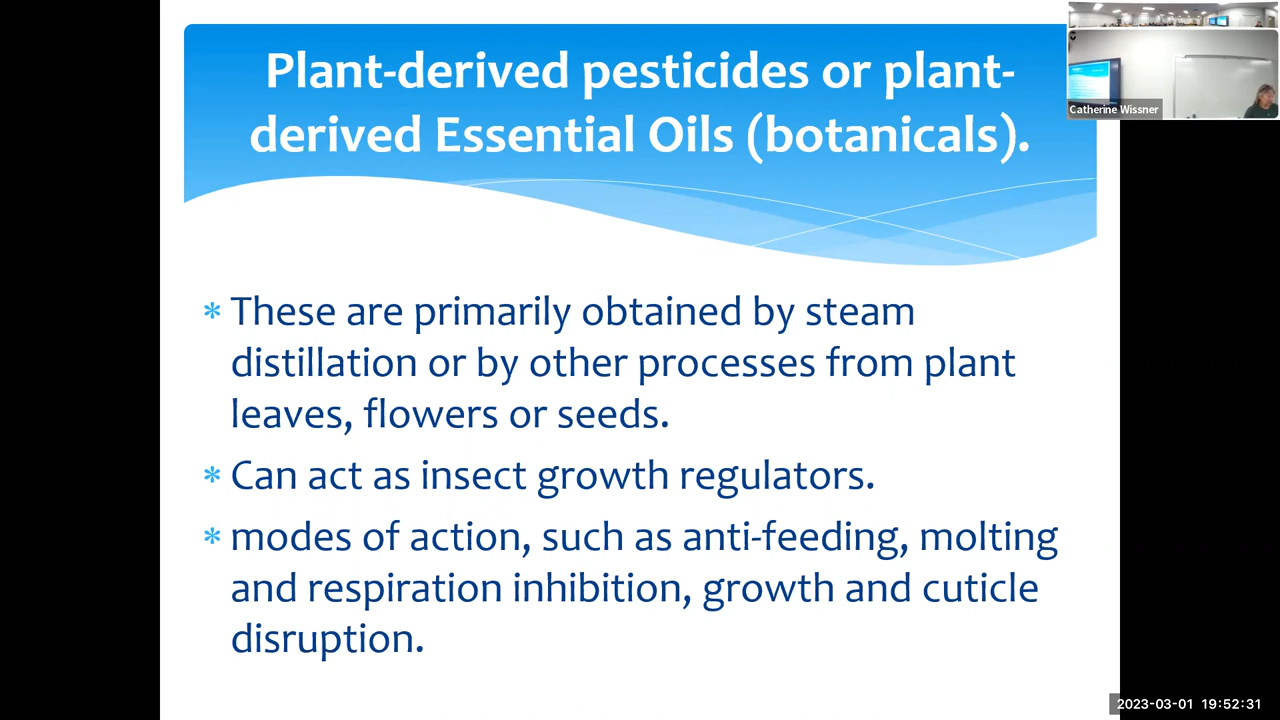 Plant-derived pesticides or plant-
derived Essential Oils (botanicals).
Catherine Wissner
* These are primarily obtained by steam
distillation or by other processes from plant
leaves, flowers or seeds.
* Can act as insect growth regulators.
* modes of action, such as anti-feeding, molting
and respiration inhibition, growth and cuticle
disruption.
2023-03-01 19:52:31